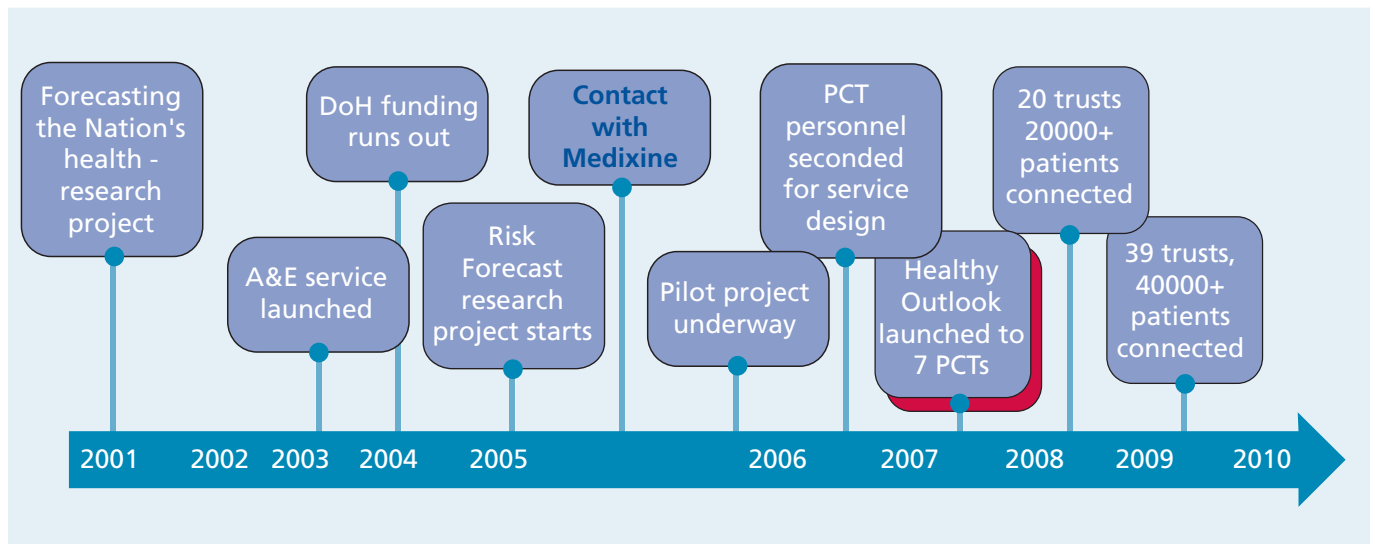 Forecasting
the Nation's
health -
research
project
A&E service
launched
DoH funding
runs out
Risk
Forecast
research
project starts
Contact
with
Medixine
Pilot project
underway
PCT
personnel
seconded
for service
design
Healthy
Outlook
launched to
7 PCTs
20 trusts
20000+
patients
connected
39 trusts,
40000+
patients
connected
2001 2002 2003 2004 2005 2006 2007 2008 2009 2010